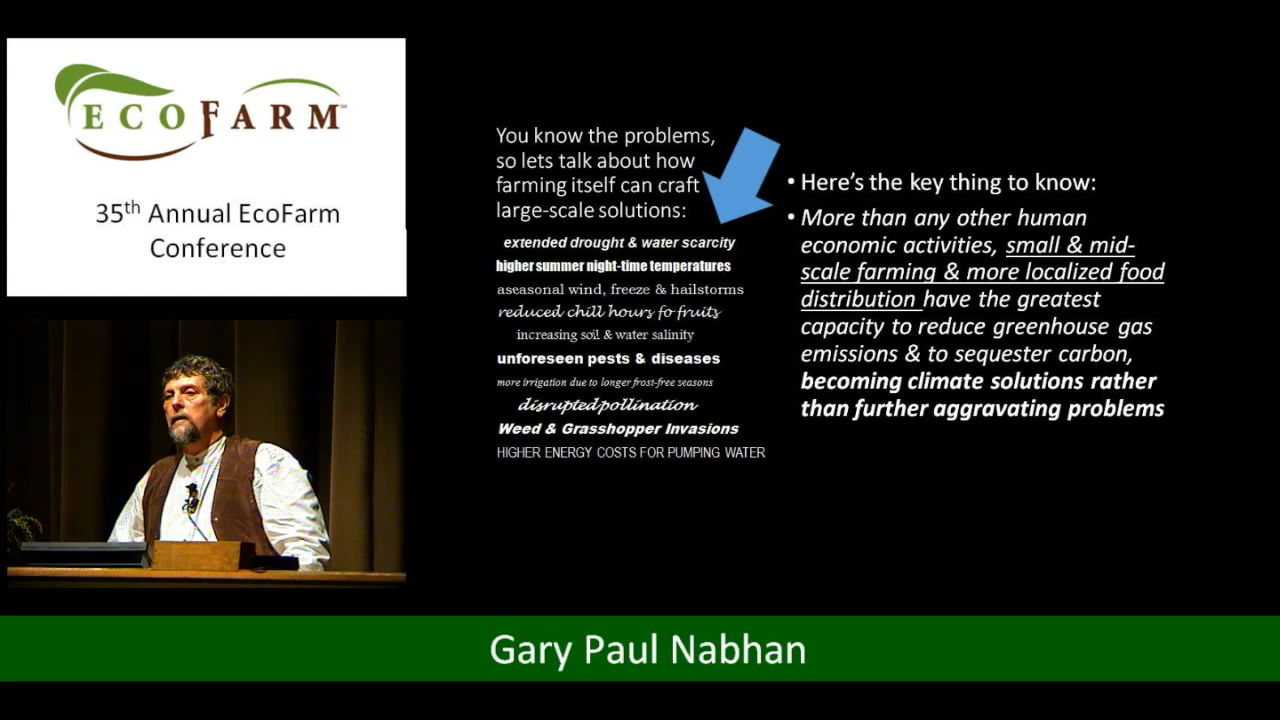 ECOFARM
35th Annual EcoFarm
Conference
You know the problems,
so lets talk about how
farming itself can craft
large-scale solutions:
extended drought & water scarcity
higher summer night-time temperatures
aseasonal wind, freeze & hailstorms
reduced chill hours fo fruits
increasing soil & water salinity
unforeseen pests & diseases
more irrigation due to longer frost-free seasons
disrupted pollination
Weed & Grasshopper Invasions
HIGHER ENERGY COSTS FOR PUMPING WATER
• Here’s the key thing to know:
• More than any other human
economic activities, small & mid-
scale farming & more localized food
distribution have the greatest
capacity to reduce greenhouse gas
emissions & to sequester carbon,
becoming climate solutions rather
than further aggravating problems
Gary Paul Nabhan